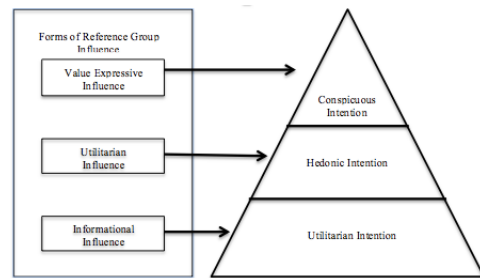 Forms of Reference Group
Influence
Value Expressive
Influence
Utilitarian
Influence
Informational
Influence
Conspicuous
Intention
Hedonic Intention
Utilitarian Intention